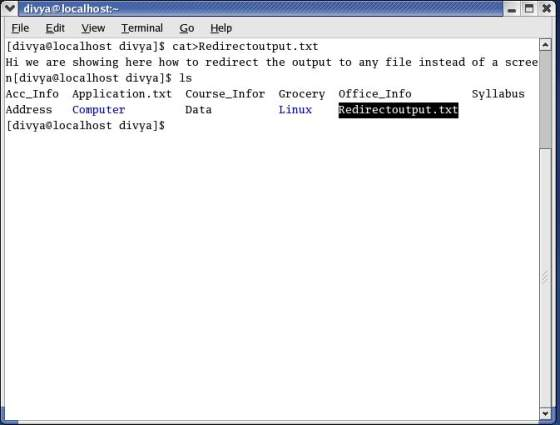 divya@localhost:~
File Edit View Terminal Go Help
[divya@localhost divya]$ cat>Redirectoutput.txt
Hi we are showing here how to redirect the output to any file instead of a scree
n[divya@localhost divya]$ ls
Acc_Info  Application.txt  Course_Infor  Grocery  Office_Info         Syllabus
Address   Computer         Data          Linux    Redirectoutput.txt
[divya@localhost divya]$